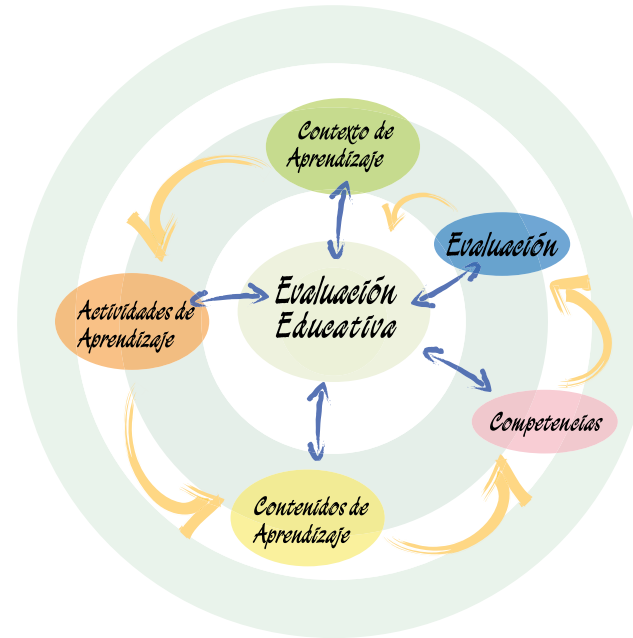 Contexto de
Aprendizaje
Evaluación
Evaluación
Educativa
Actividades de
Aprendizaje
Competencias
Contenidos de
Aprendizaje